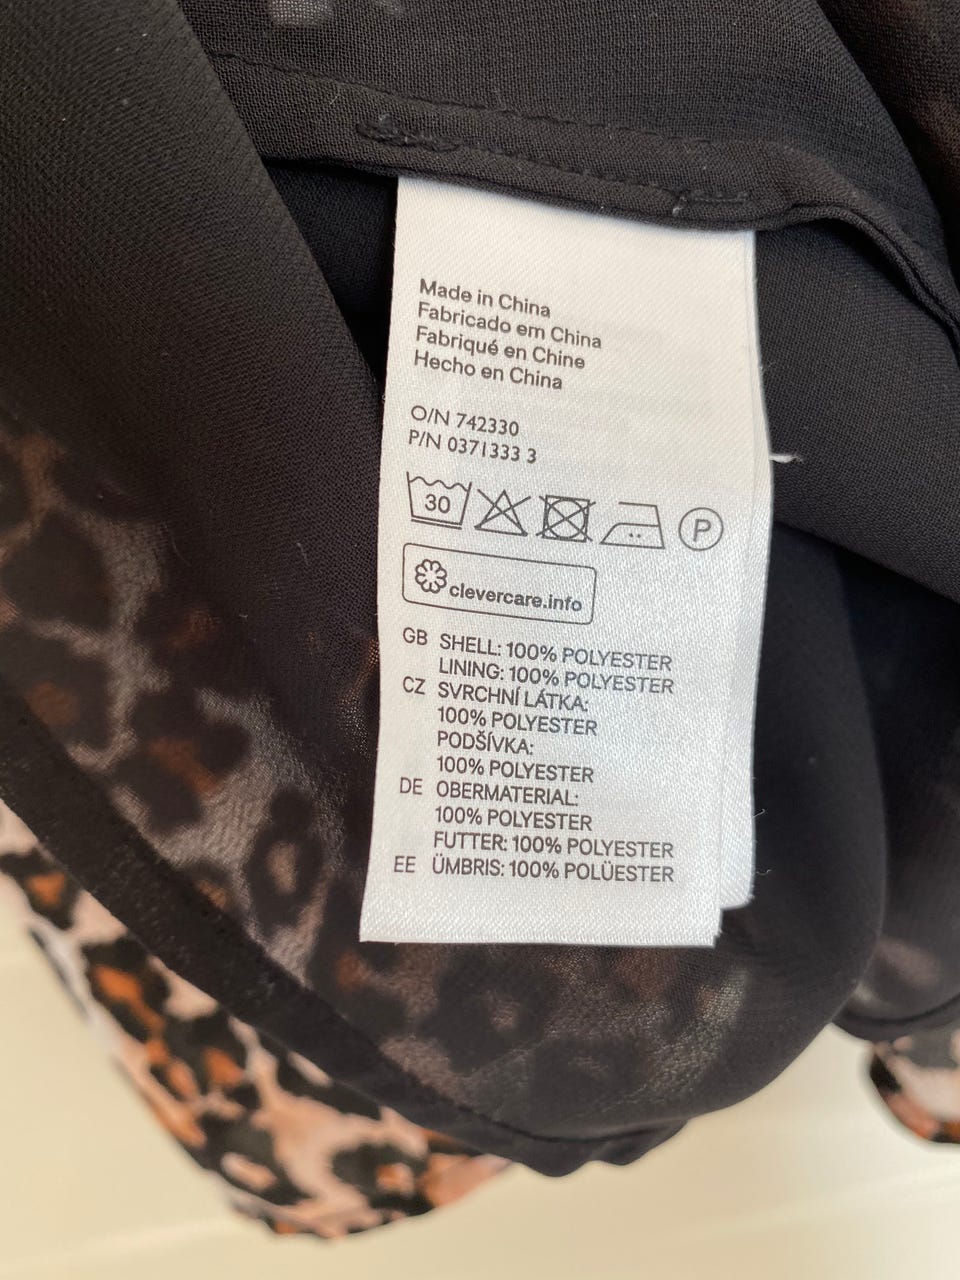 Made in China
Fabricado em China
Fabriqué en Chine
Hecho en China
O/N 742330
P/N 0371333 3
30 P
clevercare.info
GB SHELL: 100% POLYESTER
LINING: 100% POLYESTER
CZ SVRCHNÍ LÁTKA:
100% POLYESTER
PODŠÍVKA:
100% POLYESTER
DE OBERMATERIAL:
100% POLYESTER
FUTTER: 100% POLYESTER
EE ÜMBRIS: 100% POLÜESTER